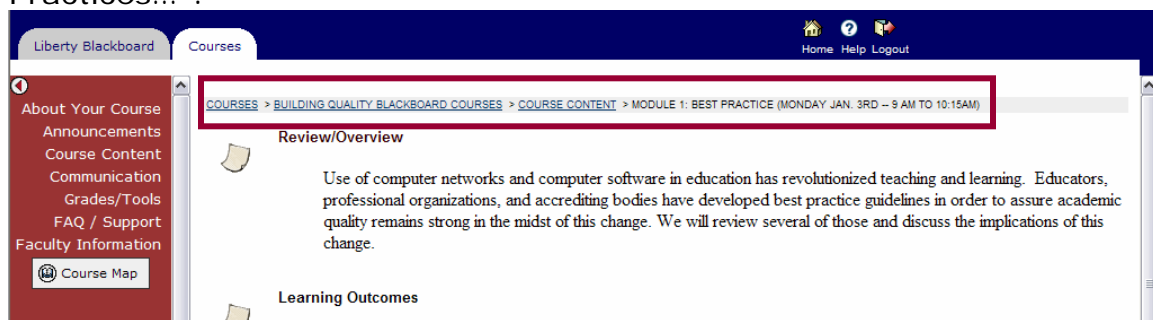 Practices... .
Liberty Blackboard Courses
Home Help Logout
About Your Course
Announcements
Course Content
Communication
Grades/Tools
FAQ / Support
Faculty Information
Course Map
COURSES > BUILDING QUALITY BLACKBOARD COURSES > COURSE CONTENT > MODULE 1: BEST PRACTICE (MONDAY JAN. 3RD -- 9 AM TO 10:15AM)
Review/Overview
Use of computer networks and computer software in education has revolutionized teaching and learning. Educators,
professional organizations, and accrediting bodies have developed best practice guidelines in order to assure academic
quality remains strong in the midst of this change. We will review several of those and discuss the implications of this
change.
Learning Outcomes